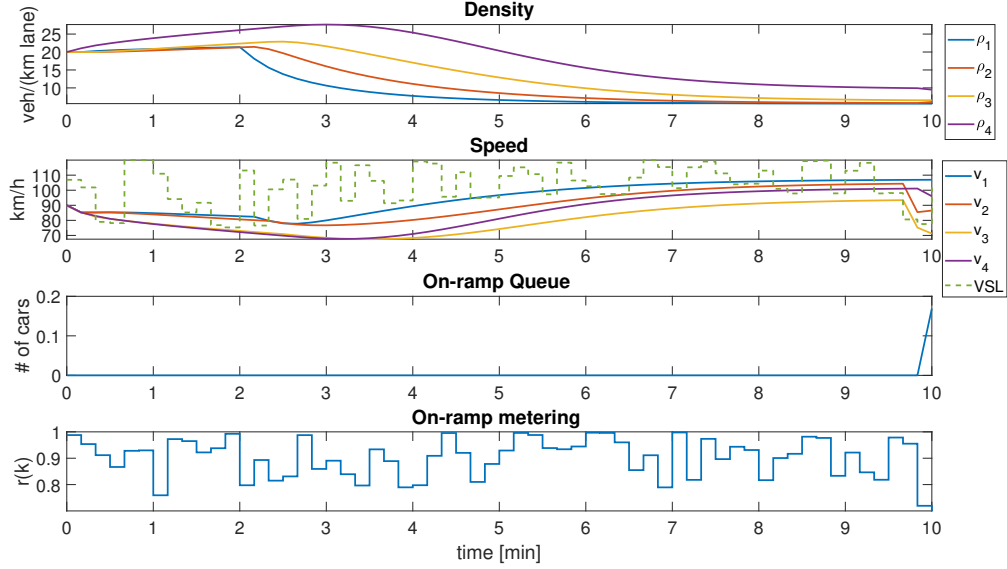 Density
veh/(km lane)
25
20
15
10
0 1 2 3 4 5 6 7 8 9 10
ρ1
ρ2
ρ3
ρ4
Speed
km/h
110
100
90
80
70
0 1 2 3 4 5 6 7 8 9 10
v1
v2
v3
v4
VSL
On-ramp Queue
# of cars
0.2
0.1
0
0 1 2 3 4 5 6 7 8 9 10
On-ramp metering
r(k)
1
0.9
0.8
0 1 2 3 4 5 6 7 8 9 10
time [min]